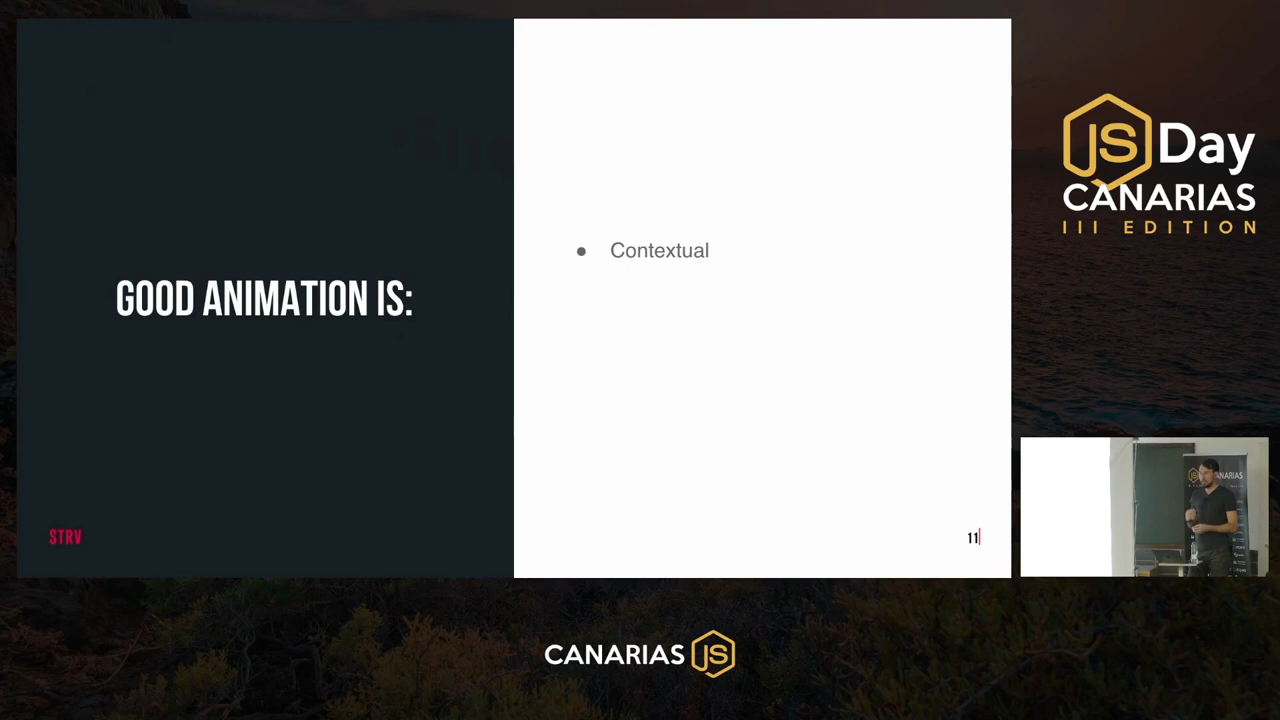 GOOD ANIMATION IS:
● Contextual
STRV
11
JS Day
CANARIAS
III EDITION
CANARIAS JS